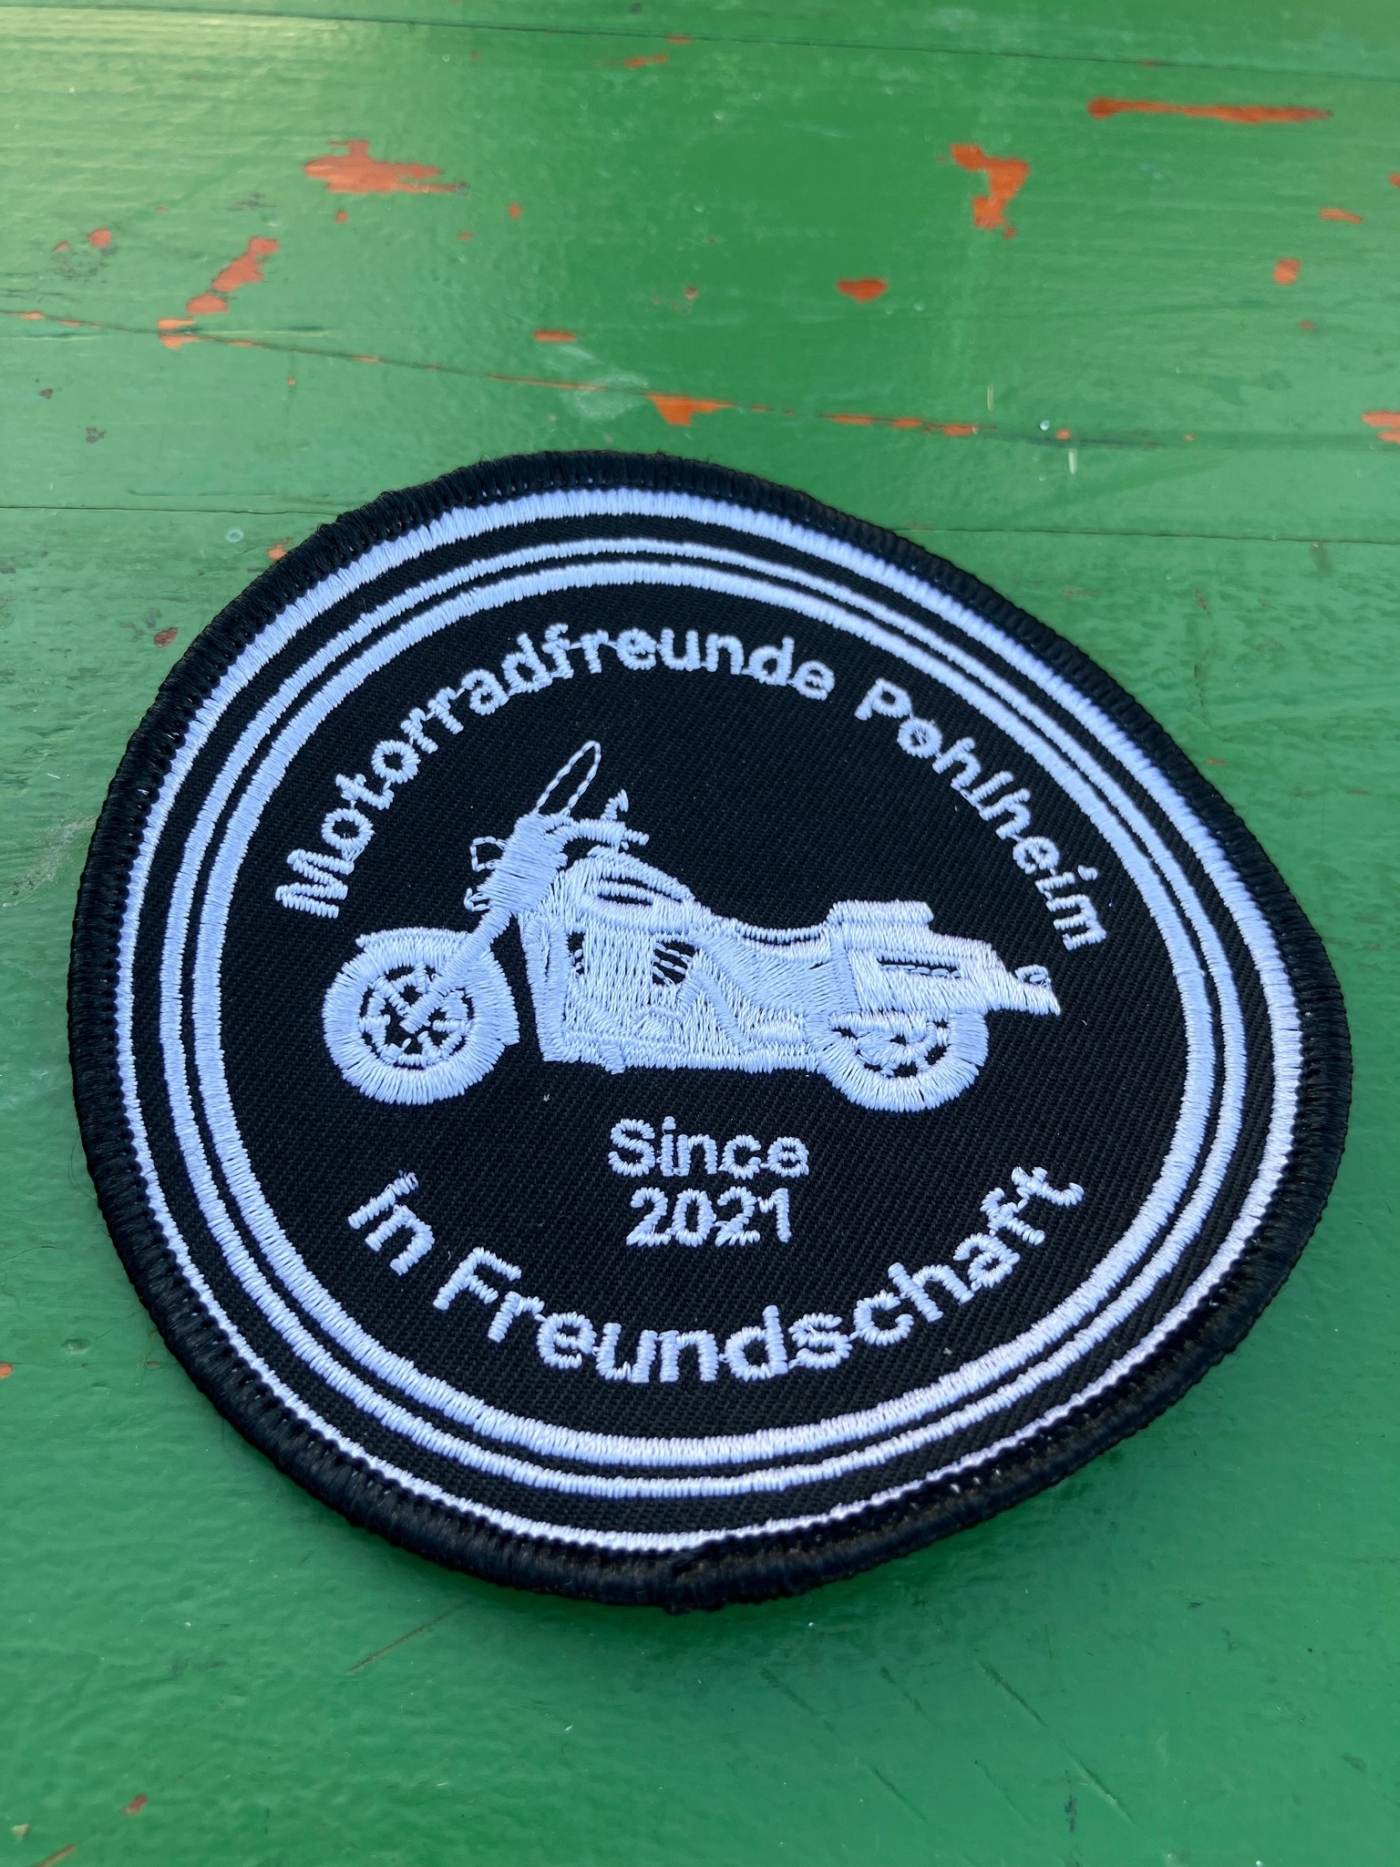 Motorradfreunde Pohlheim
Since
2021
In Freundschaft